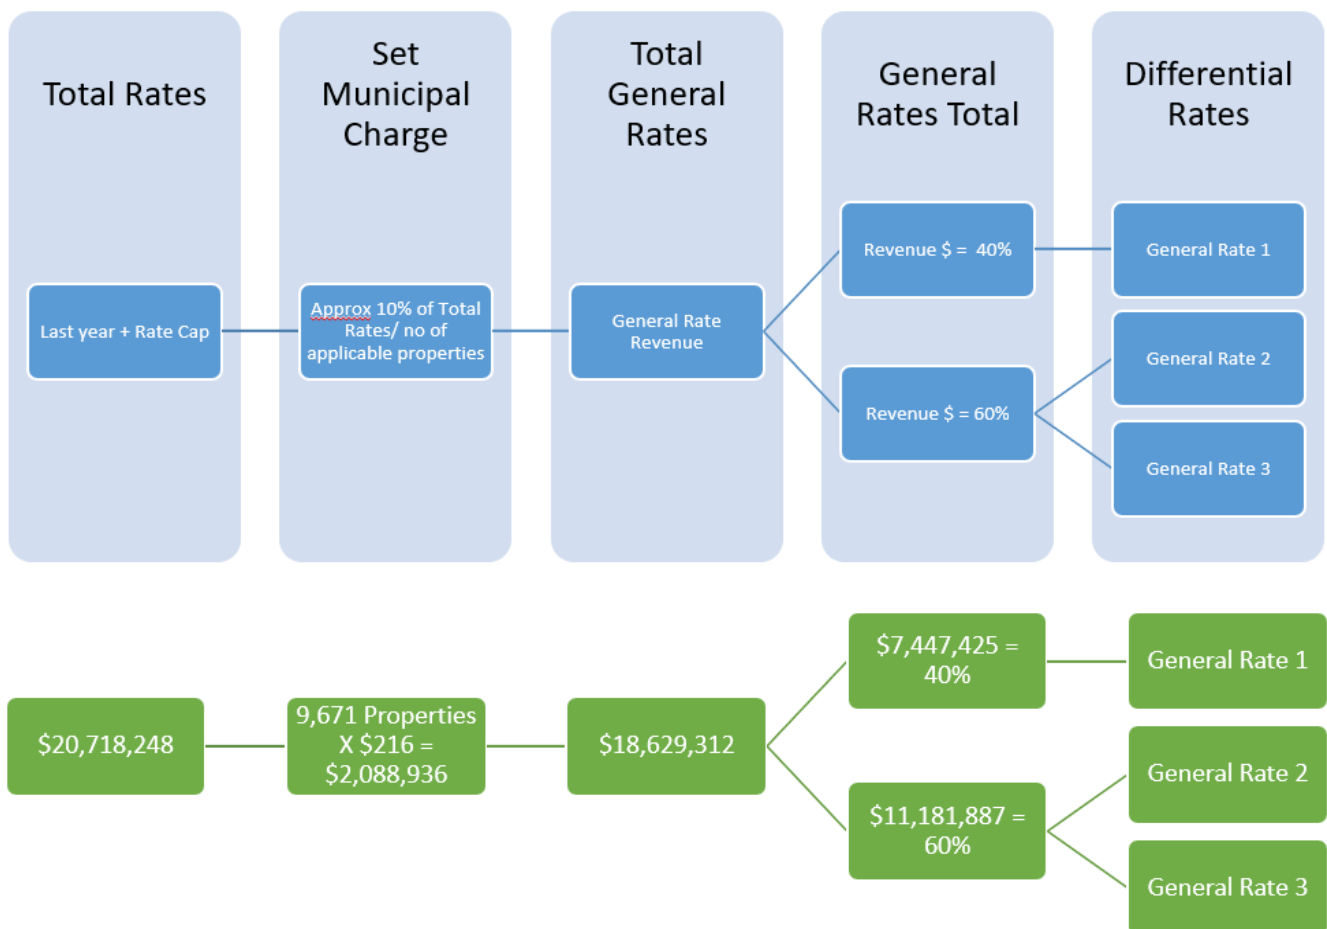 Total Rates
Set
Municipal
Charge
Total
General
Rates
General
Rates Total
Differential
Rates
Last year + Rate Cap
Approx 10% of Total
Rates/ no of
applicable properties
General Rate
Revenue
Revenue $ =  40%
Revenue $ = 60%
General Rate 1
General Rate 2
General Rate 3
$20,718,248
9,671 Properties
X $216 =
$2,088,936
$18,629,312
$7,447,425 =
40%
$11,181,887 =
60%
General Rate 1
General Rate 2
General Rate 3